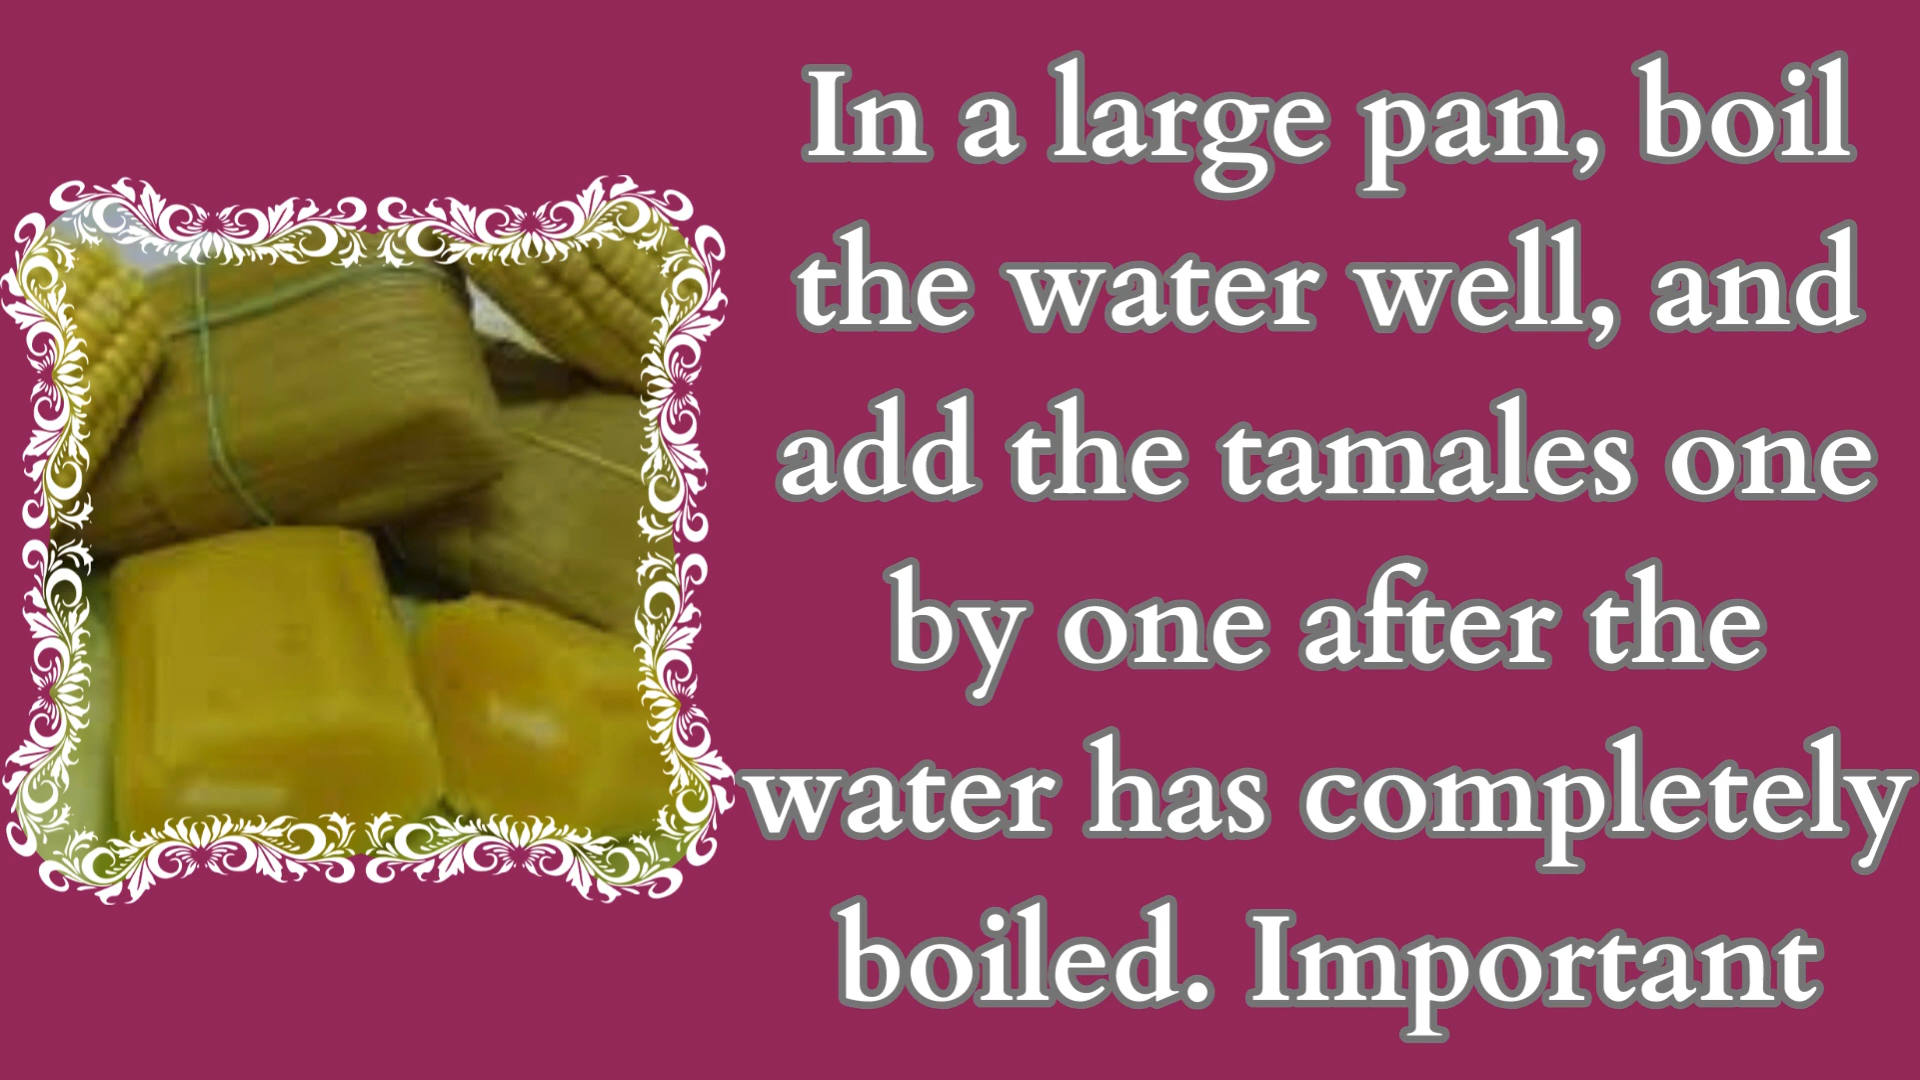 In a large pan, boil
the water well, and
add the tamales one
by one after the
water has completely
boiled. Important